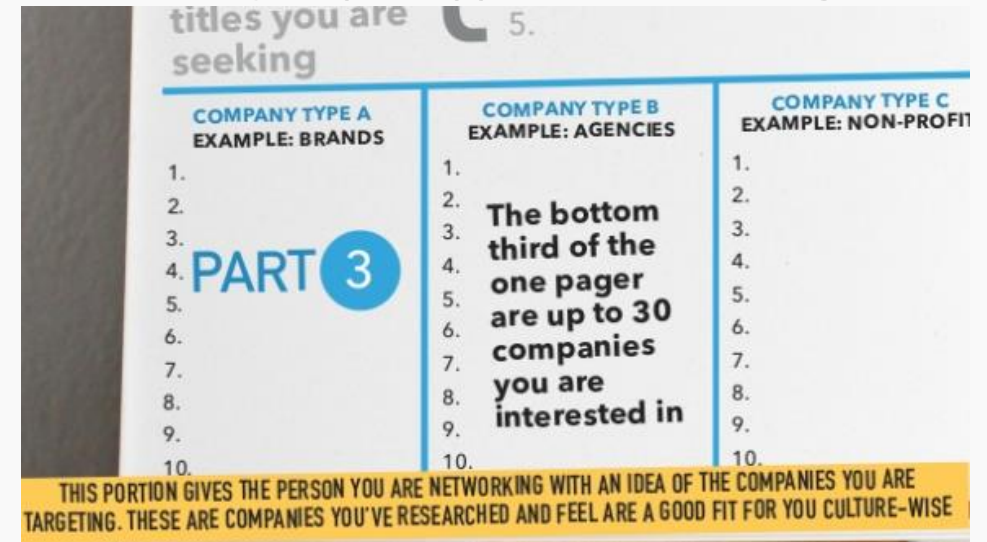 titles you are
seeking
5.
COMPANY TYPE A
EXAMPLE: BRANDS
1.
2.
3.
4.
5.
6.
7.
8.
9.
10.
PART 3
COMPANY TYPE B
EXAMPLE: AGENCIES
1.
2.
3.
4.
5.
6.
7.
8.
9.
10.
The bottom
third of the
one pager
are up to 30
companies
you are
interested in
COMPANY TYPE C
EXAMPLE: NON-PROFIT
1.
2.
3.
4.
5.
6.
7.
8.
9.
10.
THIS PORTION GIVES THE PERSON YOU ARE NETWORKING WITH AN IDEA OF THE COMPANIES YOU ARE
TARGETING. THESE ARE COMPANIES YOU'VE RESEARCHED AND FEEL ARE A GOOD FIT FOR YOU CULTURE-WISE